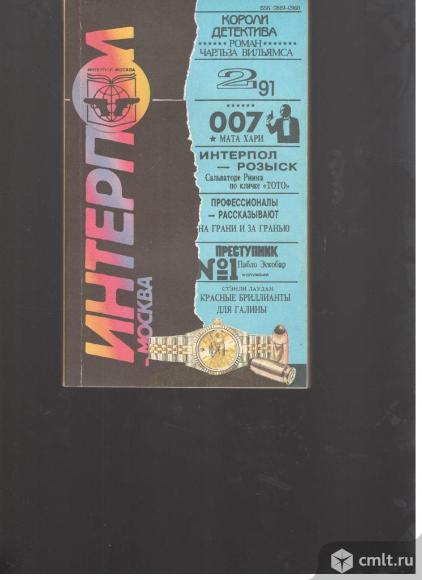 ISSN 0869-0960
КОРОЛИ
ДЕТЕКТИВА
РОМАН
ЧАРЛЬЗА ВИЛЬЯМСА
2 91
007
★ МАТА ХАРИ
ИНТЕРПОЛ
— РОЗЫСК
Сальваторе Риина
по кличке «ТОТО»
ПРОФЕССИОНАЛЫ
— РАССКАЗЫВАЮТ
НА ГРАНИ И ЗА ГРАНЬЮ
ПРЕСТУПНИК
№1 Пабло Эскобар
СТЭНЛИ ЛАУДАН
КРАСНЫЕ БРИЛЛИАНТЫ
ДЛЯ ГАЛИНЫ
ИНТЕРПОЛ
—МОСКВА
ИНТЕРПОЛ МОСКВА
cmlt.ru